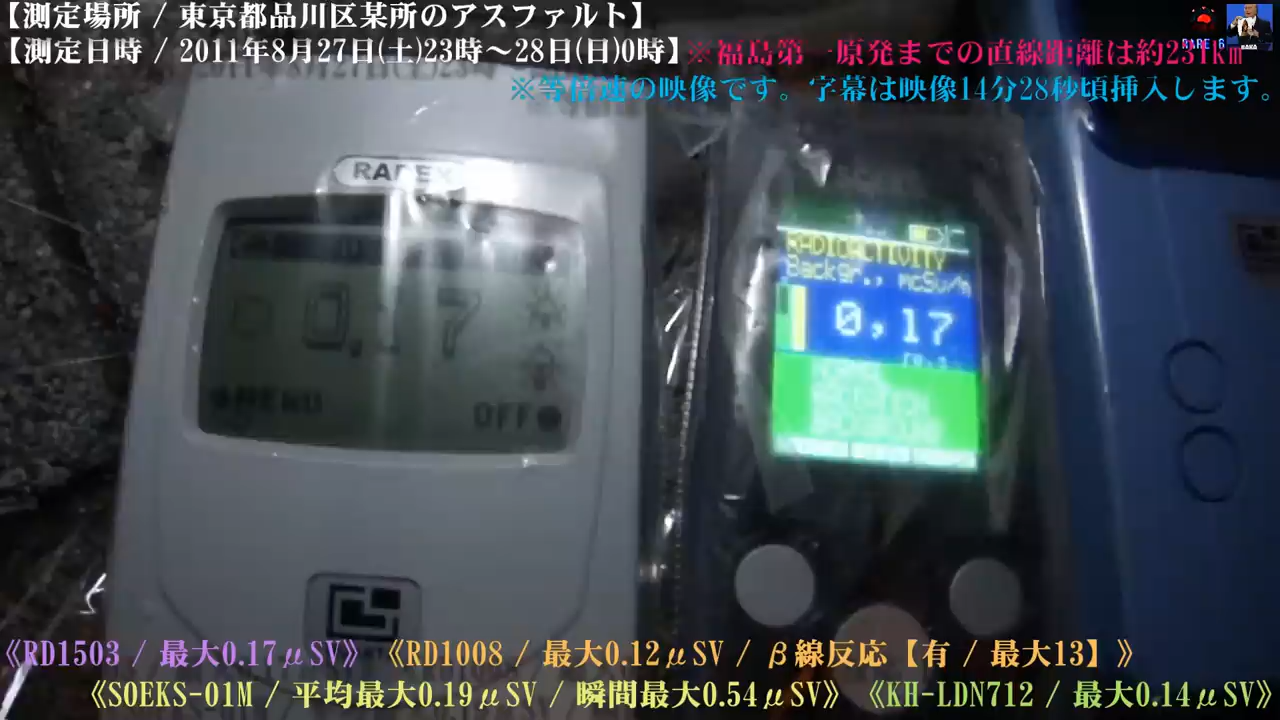 【測定場所 / 東京都品川区某所のアスファルト】
【測定日時 / 2011年8月27日(土)23時～28日(日)0時】※福島第一原発までの直線距離は約231km
※等倍速の映像です。字幕は映像14分28秒頃挿入します。
RADEX
0,17
MENU
OFF
RADIOACTIVITY
Backgr., mcSv/h
0,17
《RD1503 / 最大0.17μSV》 《RD1008 / 最大0.12μSV / β線反応【有 / 最大13】》
《SOEKS-01M / 平均最大0.19μSV / 瞬間最大0.54μSV》 《KH-LDN712 / 最大0.14μSV》